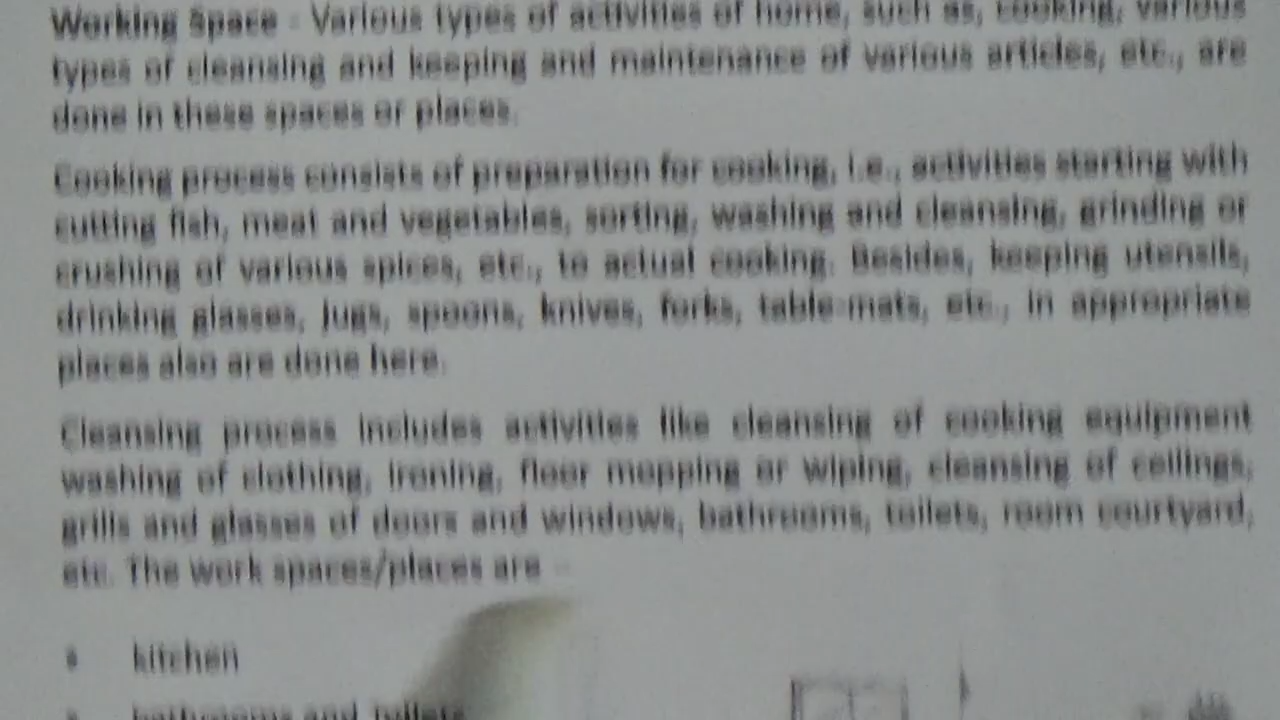 Working Space - Various types of activities of home, such as, cooking, various
types of cleansing and keeping and maintenance of various articles, etc., are
done in these spaces or places.
Cooking process consists of preparation for cooking, i.e., activities starting with
cutting fish, meat and vegetables, sorting, washing and cleansing, grinding or
crushing of various spices, etc., to actual cooking. Besides, keeping utensils,
drinking glasses, jugs, spoons, knives, forks, table-mats, etc., in appropriate
places also are done here.
Cleansing process includes activities like cleansing of cooking equipment
washing of clothing, ironing, floor mopping or wiping, cleansing of ceilings,
grills and glasses of doors and windows, bathrooms, toilets, room courtyard,
etc. The work spaces/places are -
• kitchen
• bathrooms and toilets